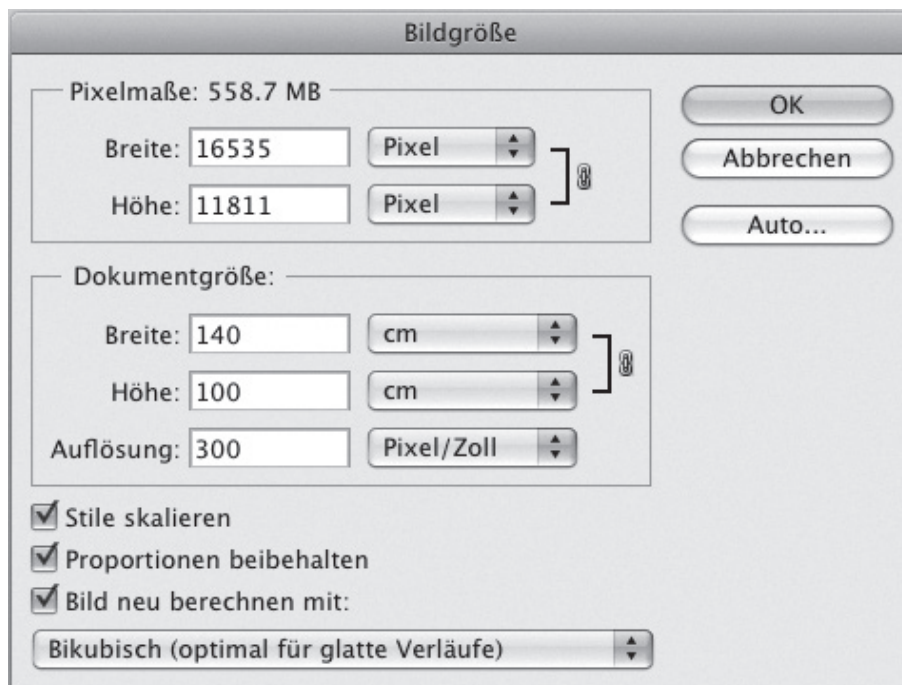 Bildgröße
Pixelmaße: 558.7 MB
Breite: 16535 Pixel
Höhe: 11811 Pixel
OK
Abbrechen
Auto...
Dokumentgröße:
Breite: 140 cm
Höhe: 100 cm
Auflösung: 300 Pixel/Zoll
Stile skalieren
Proportionen beibehalten
Bild neu berechnen mit:
Bikubisch (optimal für glatte Verläufe)